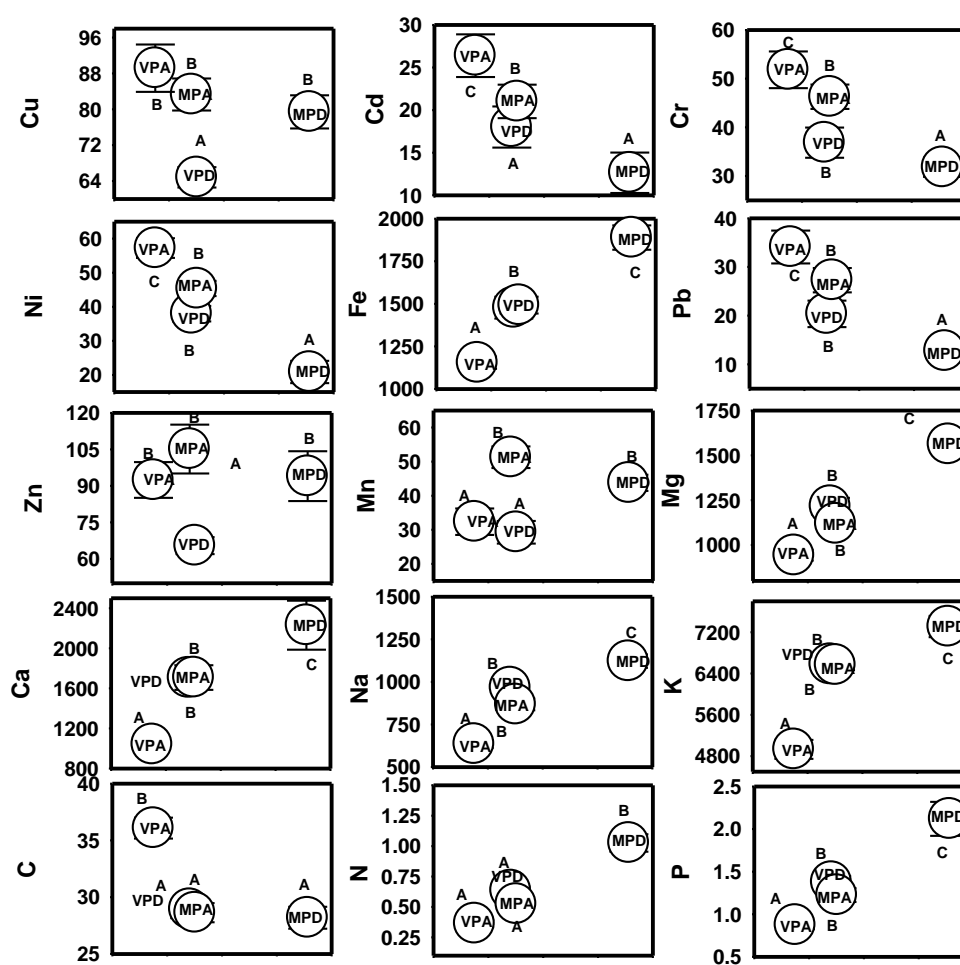 Cu
96
88
80
72
64
VPA
B
B
MPA
A
VPD
B
MPD
Cd
30
25
20
15
10
VPA
C
B
MPA
VPD
A
A
MPD
Cr
60
50
40
30
C
VPA
B
MPA
VPD
B
A
MPD
Ni
60
50
40
30
20
VPA
C
B
MPA
VPD
B
A
MPD
Fe
2000
1750
1500
1250
1000
A
VPA
B
VPD
MPD
C
Pb
40
30
20
10
VPA
C
B
MPA
VPD
B
A
MPD
Zn
120
105
90
75
60
B
VPA
B
MPA
A
VPD
B
MPD
Mn
60
50
40
30
20
A
VPA
B
MPA
A
VPD
B
MPD
Mg
1750
1500
1250
1000
A
VPA
B
VPD
MPA
B
C
MPD
Ca
2400
2000
1600
1200
800
A
VPA
VPD
B
MPA
B
MPD
C
Na
1500
1250
1000
750
500
A
VPA
B
VPD
MPA
B
C
MPD
K
7200
6400
5600
4800
A
VPA
B
VPD
MPA
B
MPD
C
C
40
35
30
25
B
VPA
VPD
A
A
MPA
A
MPD
N
1.50
1.25
1.00
0.75
0.50
0.25
A
VPA
A
VPD
MPA
A
B
MPD
P
2.5
2.0
1.5
1.0
0.5
A
VPA
B
VPD
MPA
B
MPD
C